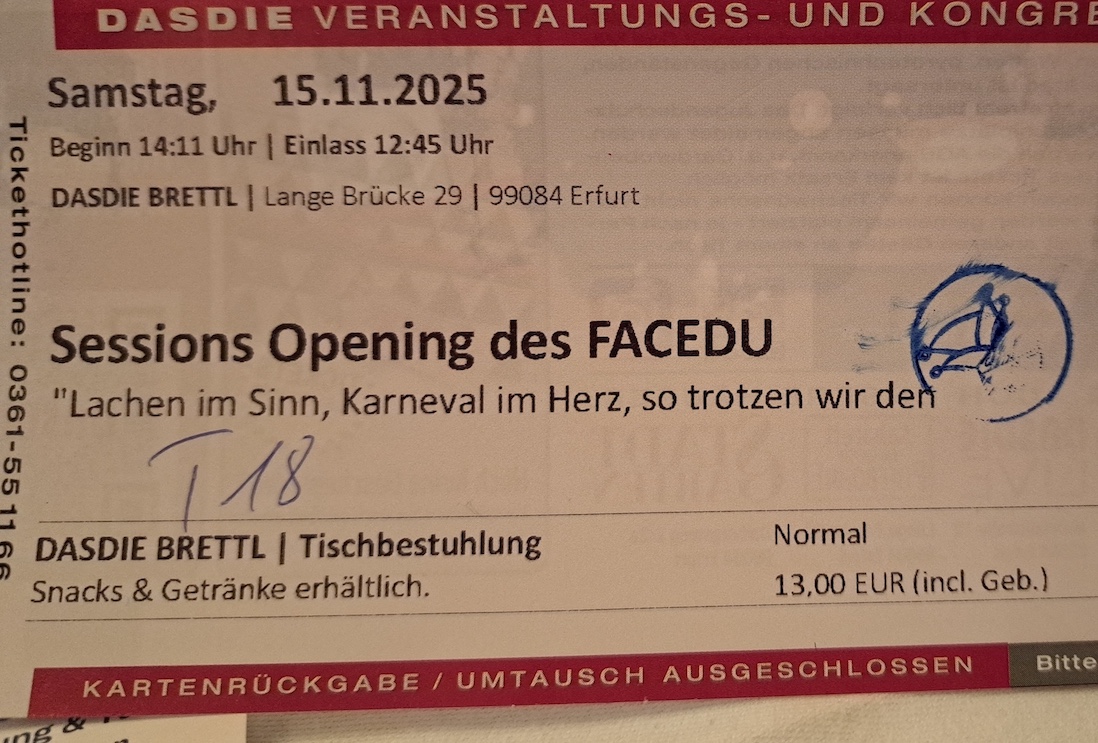 DASDIE VERANSTALTUNGS- UND KONGRE
Samstag, 15.11.2025
Beginn 14:11 Uhr | Einlass 12:45 Uhr
DASDIE BRETTL | Lange Brücke 29 | 99084 Erfurt
Tickethotline: 0361-55 11 66
Sessions Opening des FACEDU
"Lachen im Sinn, Karneval im Herz, so trotzen wir den
T 18
DASDIE BRETTL | Tischbestuhlung
Normal
Snacks & Getränke erhältlich.
13,00 EUR (incl. Geb.)
KARTENRÜCKGABE / UMTAUSCH AUSGESCHLOSSEN
Bitte